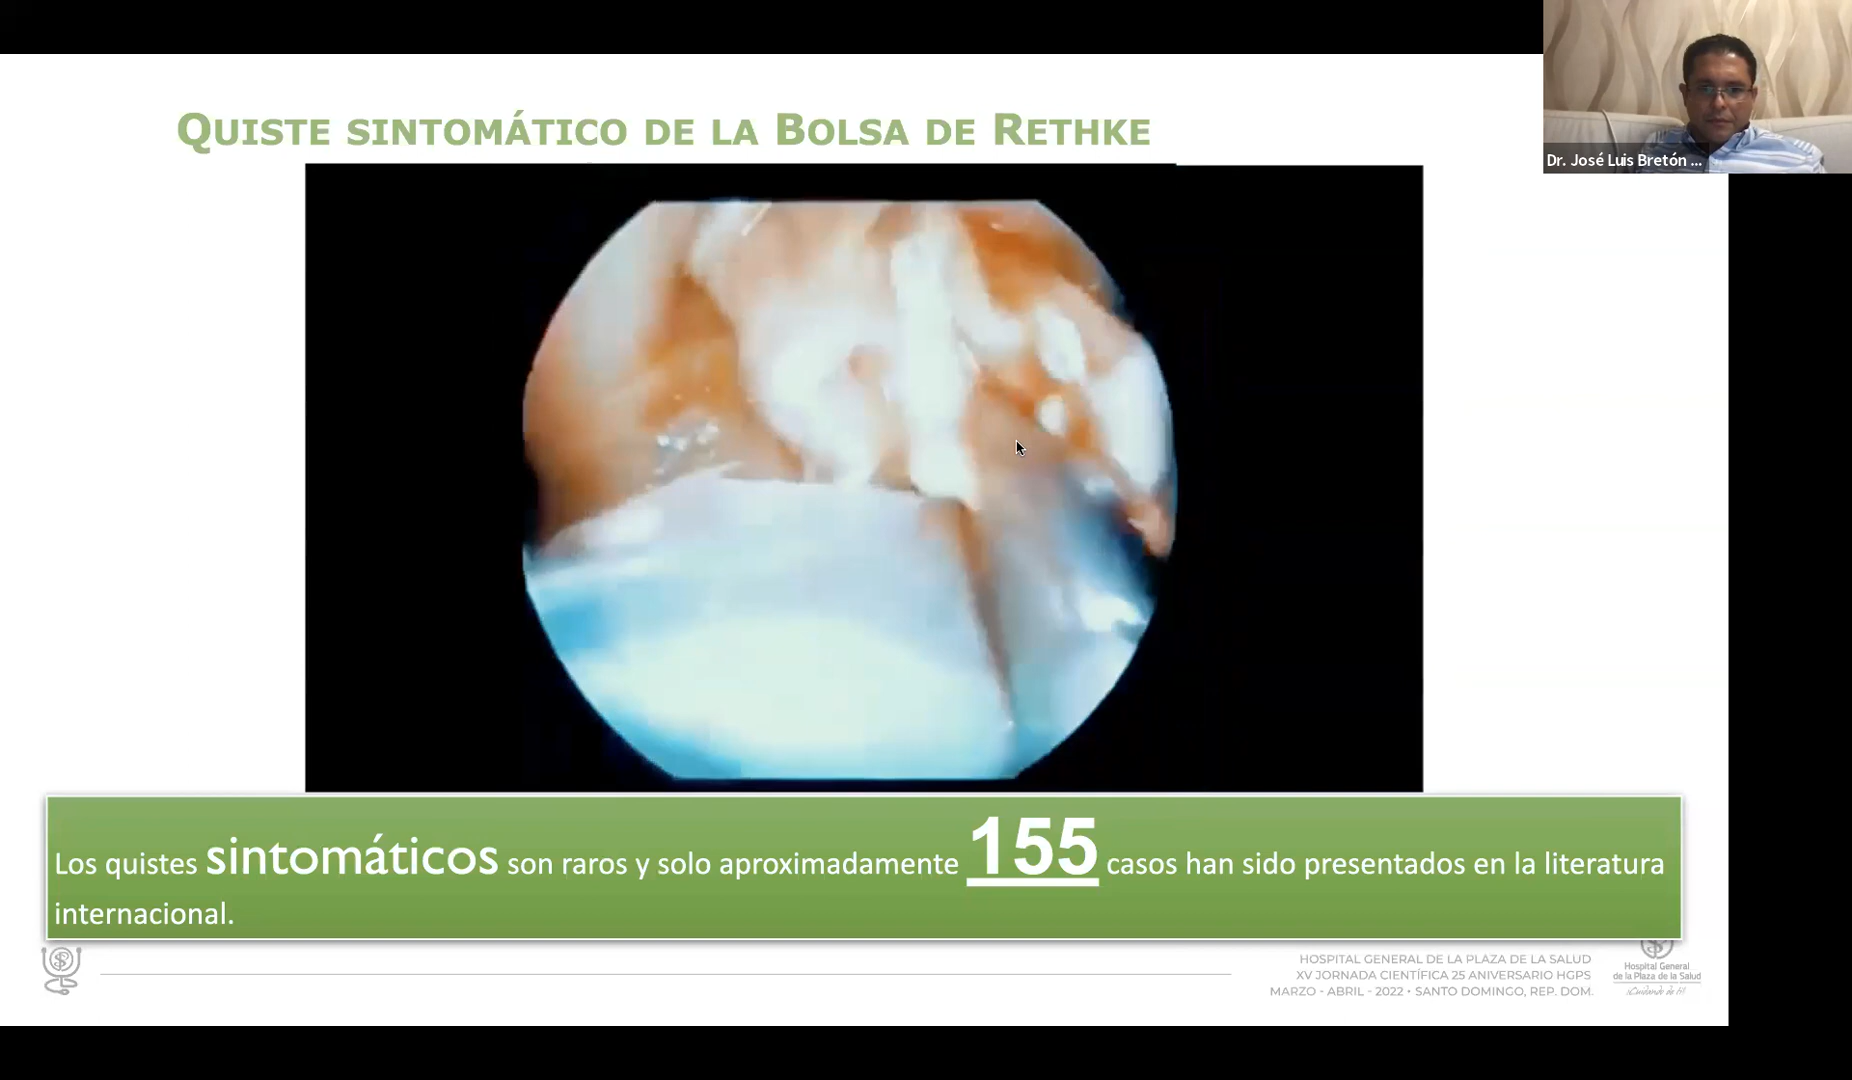 QUISTE SINTOMÁTICO DE LA BOLSA DE RETHKE
Dr. José Luis Bretón ...
Los quistes sintomáticos son raros y solo aproximadamente 155 casos han sido presentados en la literatura
internacional.
HOSPITAL GENERAL DE LA PLAZA DE LA SALUD
XV JORNADA CIENTÍFICA 25 ANIVERSARIO HGPS
MARZO - ABRIL - 2022 • SANTO DOMINGO, REP. DOM.
Hospital General
de la Plaza de la Salud